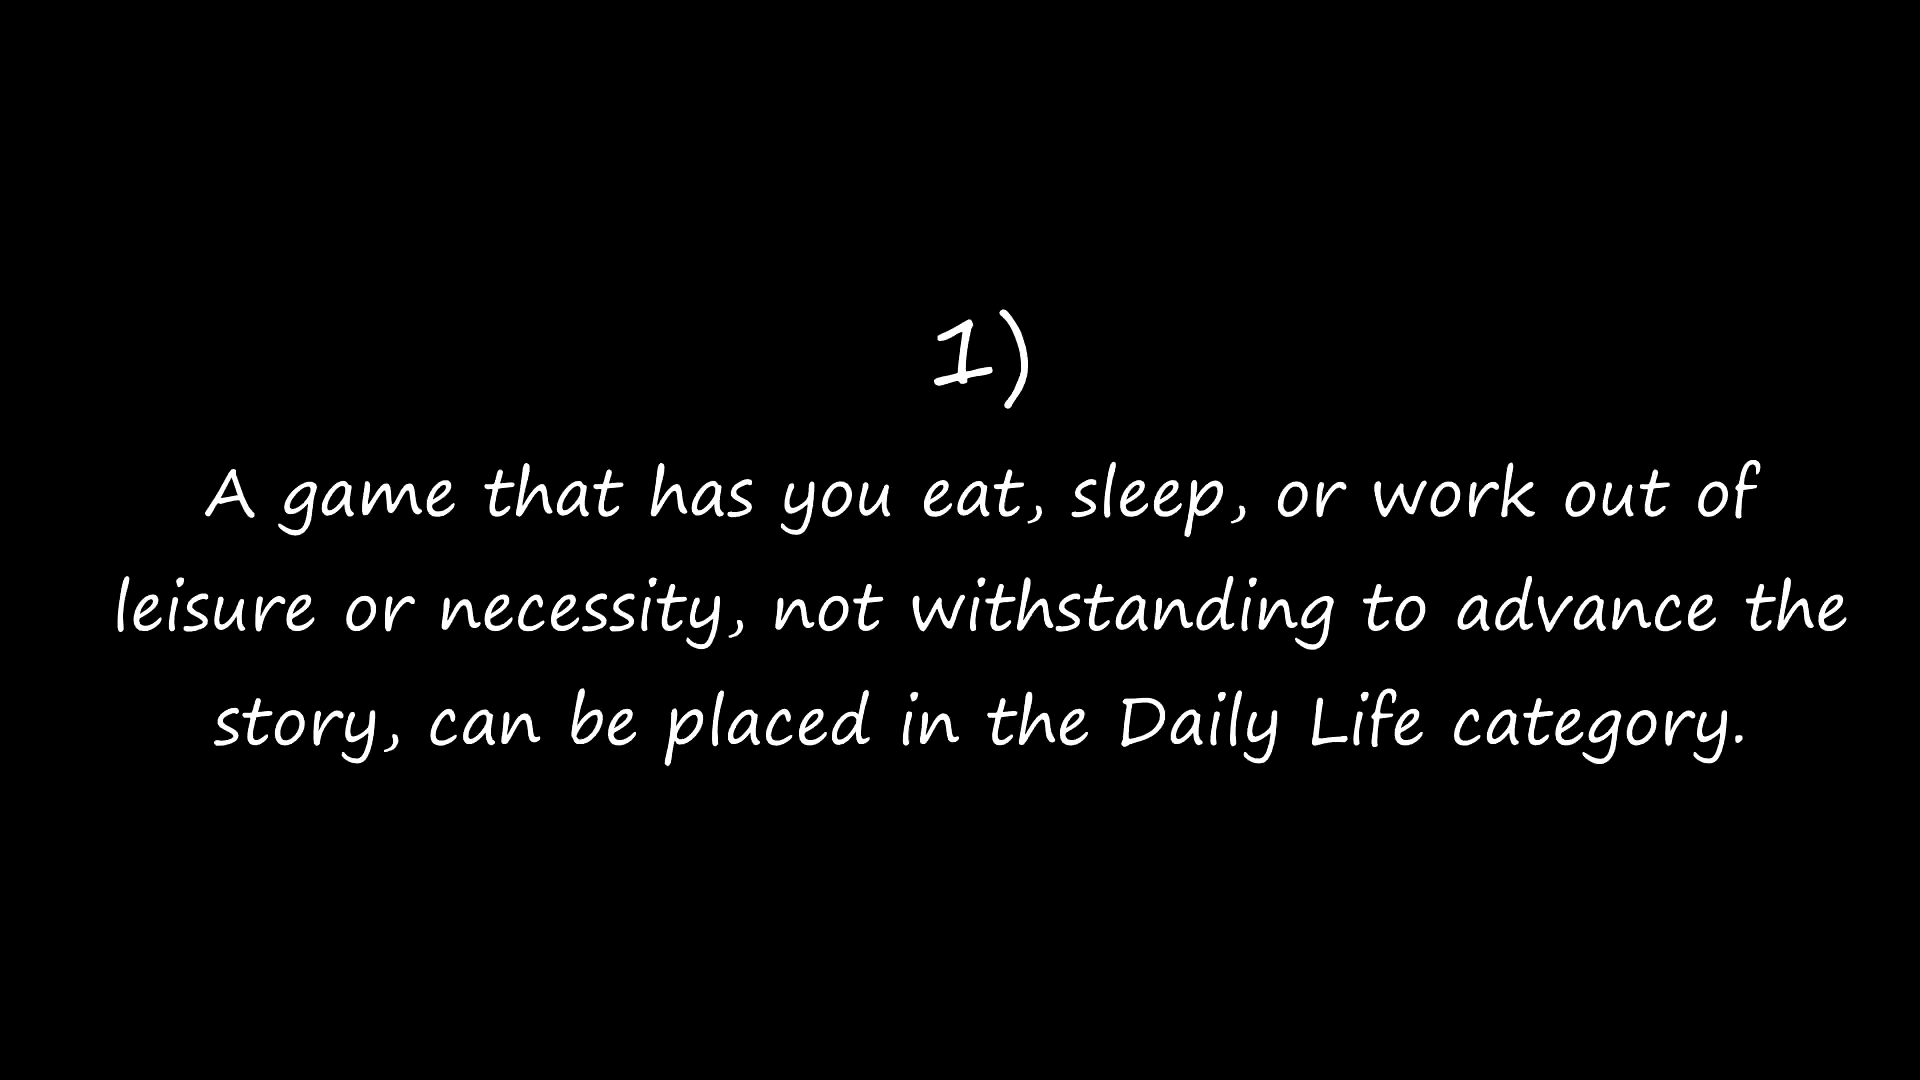 1)
A game that has you eat, sleep, or work out of
leisure or necessity, not withstanding to advance the
story, can be placed in the Daily Life category.